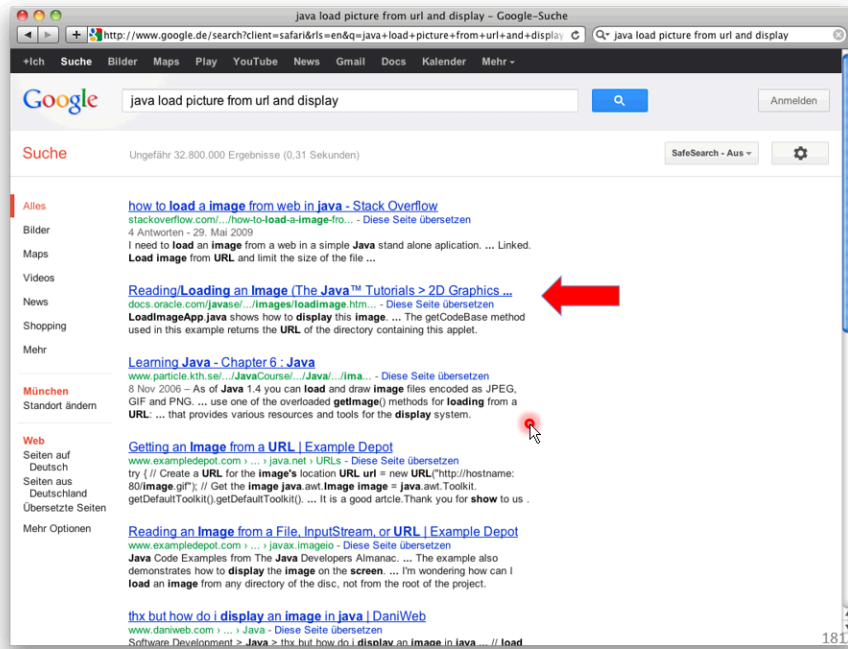 java load picture from url and display – Google-Suche
http://www.google.de/search?client=safari&rls=en&q=java+load+picture+from+url+and+display
java load picture from url and display
+Ich Suche Bilder Maps Play YouTube News Gmail Docs Kalender Mehr
Google
java load picture from url and display
Anmelden
Suche
Ungefähr 32.800.000 Ergebnisse (0,31 Sekunden)
SafeSearch - Aus
Alles
Bilder
Maps
Videos
News
Shopping
Mehr
München
Standort ändern
Web
Seiten auf
Deutsch
Seiten aus
Deutschland
Übersetzte Seiten
Mehr Optionen
how to load a image from web in java - Stack Overflow
stackoverflow.com/.../how-to-load-a-image-fro... - Diese Seite übersetzen
4 Antworten - 29. Mai 2009
I need to load an image from a web in a simple Java stand alone aplication. ... Linked.
Load image from URL and limit the size of the file ...
Reading/Loading an Image (The Java™ Tutorials > 2D Graphics ...
docs.oracle.com/javase/.../images/loadimage.htm... - Diese Seite übersetzen
LoadImageApp.java shows how to display this image. ... The getCodeBase method
used in this example returns the URL of the directory containing this applet.
Learning Java - Chapter 6 : Java
www.particle.kth.se/.../JavaCourse/.../Java/.../ima... - Diese Seite übersetzen
8 Nov 2006 – As of Java 1.4 you can load and draw image files encoded as JPEG,
GIF and PNG. ... use one of the overloaded getImage() methods for loading from a
URL: ... that provides various resources and tools for the display system.
Getting an Image from a URL | Example Depot
www.exampledepot.com › ... › java.net › URLs - Diese Seite übersetzen
try { // Create a URL for the image's location URL url = new URL("http://hostname:
80/image.gif"); // Get the image java.awt.Image image = java.awt.Toolkit.
getDefaultToolkit().getDefaultToolkit(). ... It is a good artcle.Thank you for show to us .
Reading an Image from a File, InputStream, or URL | Example Depot
www.exampledepot.com › ... › javax.imageio - Diese Seite übersetzen
Java Code Examples from The Java Developers Almanac. ... The example also
demonstrates how to display the image on the screen. ... I'm wondering how can I
load an image from any directory of the disc, not from the root of the project.
thx but how do i display an image in java | DaniWeb
www.daniweb.com › ... › Java - Diese Seite übersetzen
Software Development > Java > thx but how do i display an image in java ... // load
181